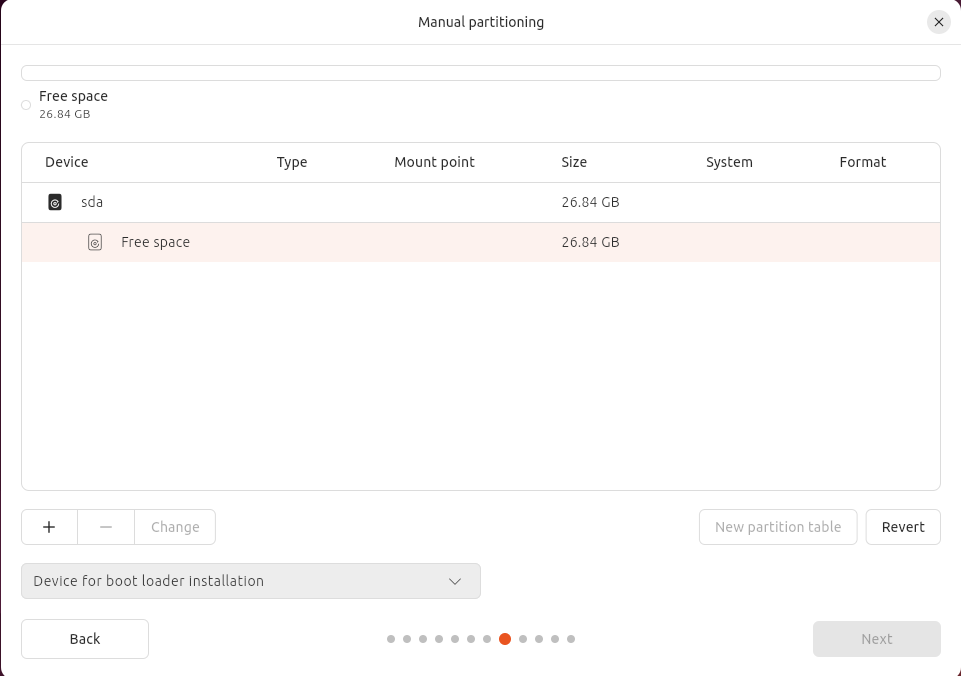 Manual partitioning
Free space
26.84 GB
Device Type Mount point Size System Format
sda 26.84 GB
Free space 26.84 GB
+ − Change New partition table Revert
Device for boot loader installation
Back Next